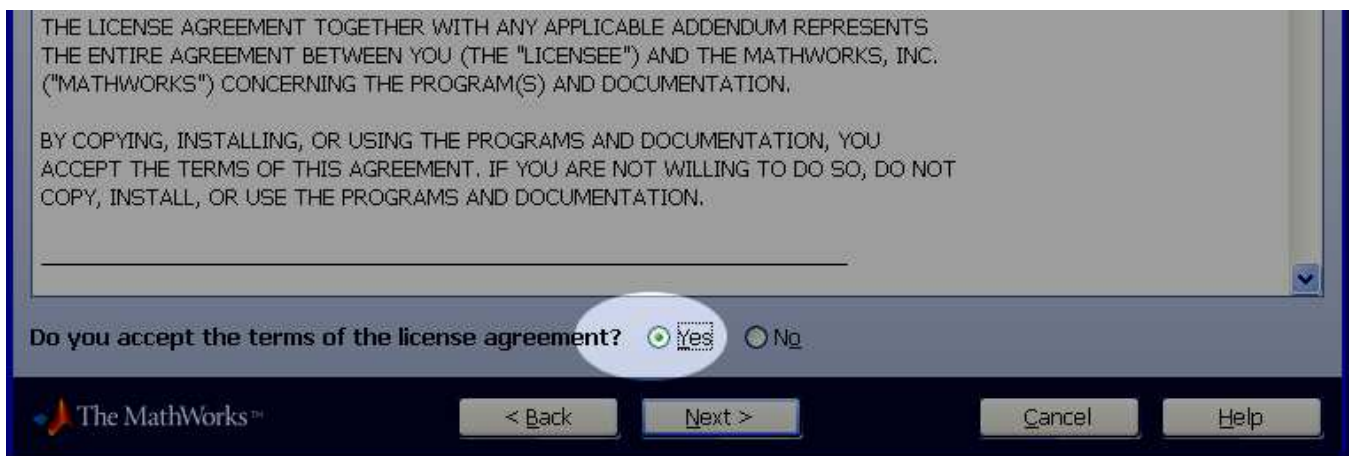 THE LICENSE AGREEMENT TOGETHER WITH ANY APPLICABLE ADDENDUM REPRESENTS
THE ENTIRE AGREEMENT BETWEEN YOU (THE "LICENSEE") AND THE MATHWORKS, INC.
("MATHWORKS") CONCERNING THE PROGRAM(S) AND DOCUMENTATION.
BY COPYING, INSTALLING, OR USING THE PROGRAMS AND DOCUMENTATION, YOU
ACCEPT THE TERMS OF THIS AGREEMENT. IF YOU ARE NOT WILLING TO DO SO, DO NOT
COPY, INSTALL, OR USE THE PROGRAMS AND DOCUMENTATION.
Do you accept the terms of the license agreement? Yes No
The MathWorks™ < Back Next > Cancel Help